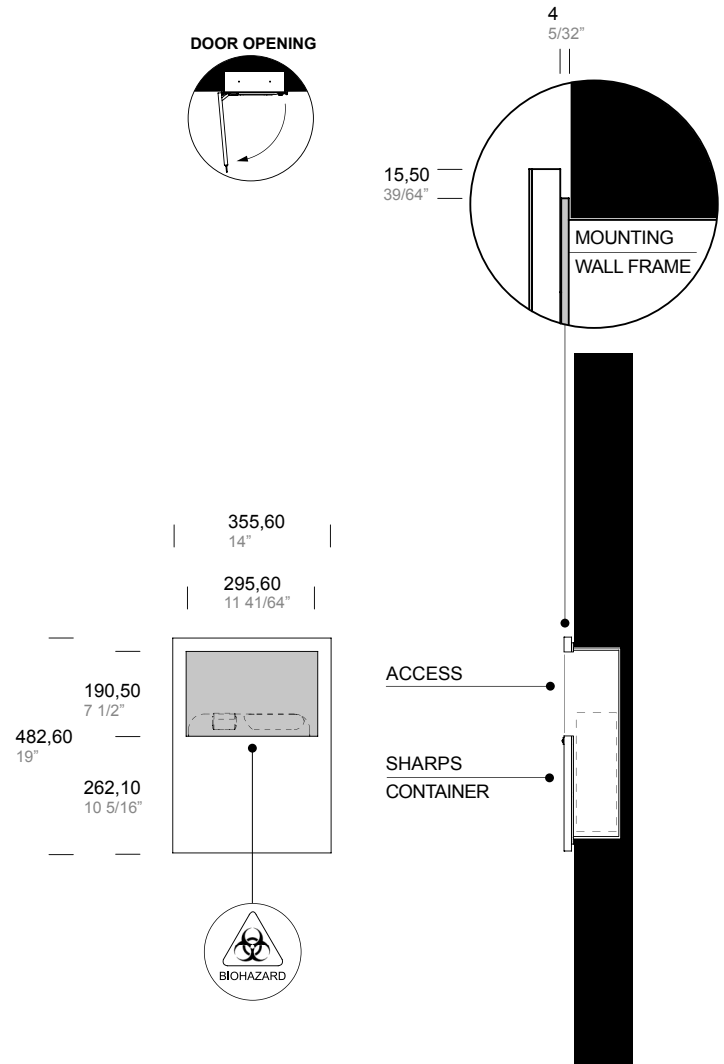 4
5/32”
DOOR OPENING
15,50
39/64”
MOUNTING
WALL FRAME
355,60
14”
295,60
11 41/64”
ACCESS
190,50
7 1/2”
482,60
19”
SHARPS
CONTAINER
262,10
10 5/16”
BIOHAZARD